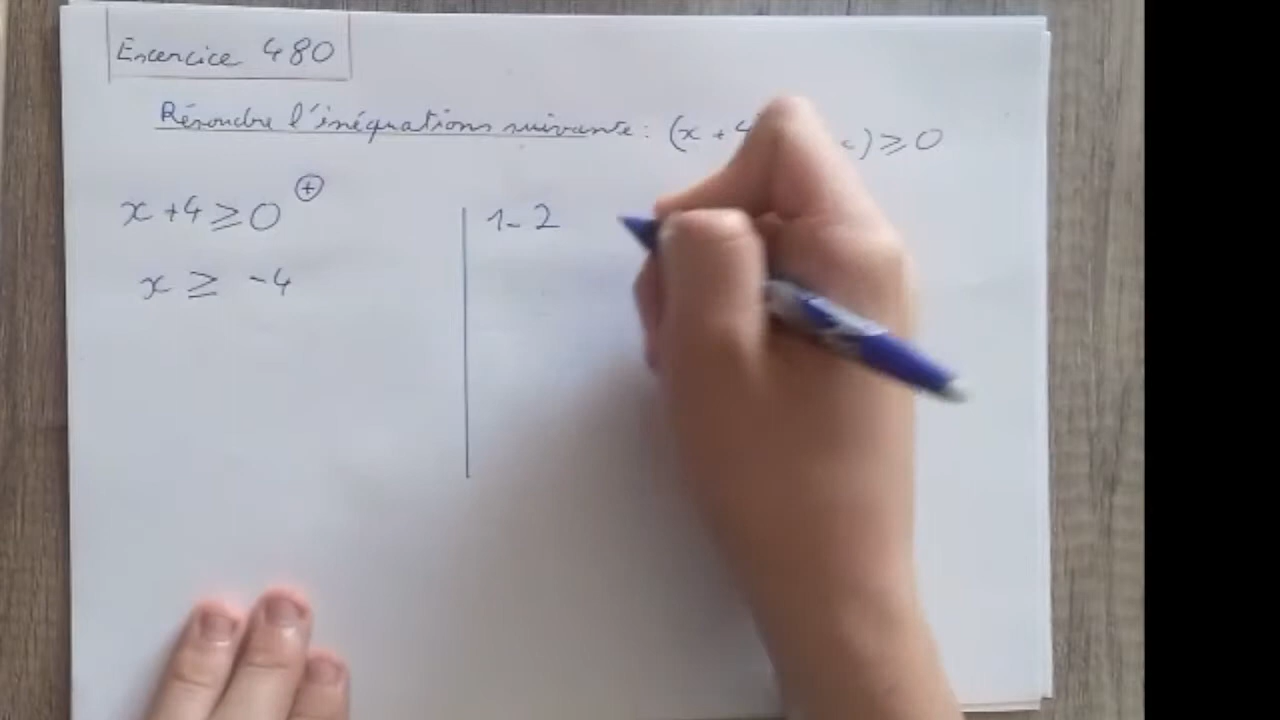 Exercice 480
Résoudre l'inéquations suivante : (x + 4 ) ≥ 0
x + 4 ≥ 0 ⊕
x ≥ -4
1 - 2